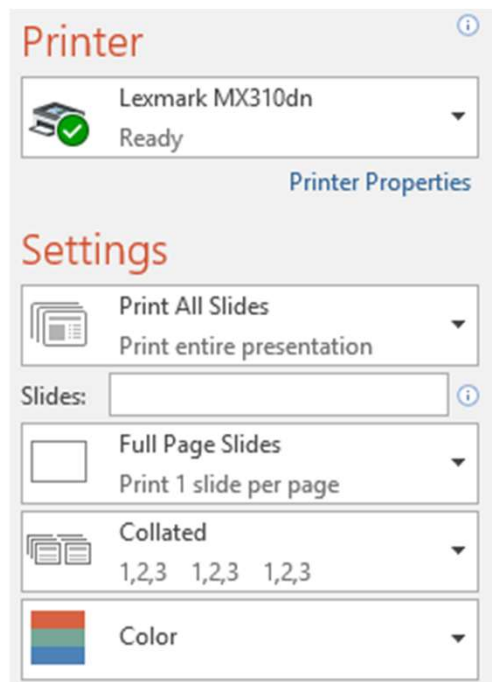 Printer
Lexmark MX310dn
Ready
Printer Properties
Settings
Print All Slides
Print entire presentation
Slides:
Full Page Slides
Print 1 slide per page
Collated
1,2,3 1,2,3 1,2,3
Color